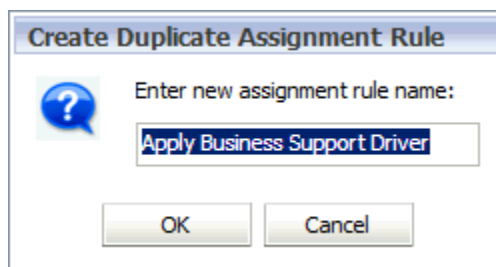 Create Duplicate Assignment Rule
Enter new assignment rule name:
Apply Business Support Driver
OK Cancel